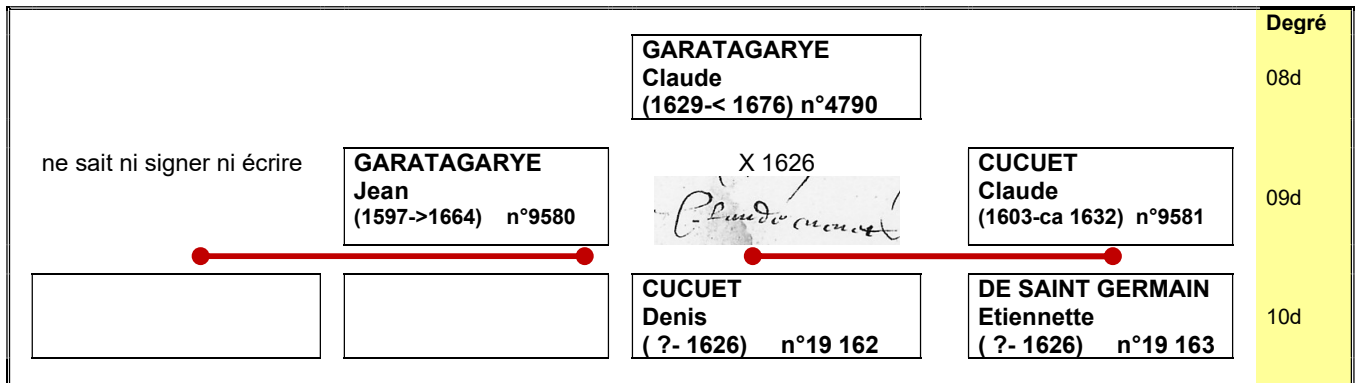 Degré
GARATAGARYE
Claude
(1629-< 1676) n°4790
08d
ne sait ni signer ni écrire
GARATAGARYE
Jean
(1597->1664) n°9580
X 1626
Claude cucuet
CUCUET
Claude
(1603-ca 1632) n°9581
09d
CUCUET
Denis
( ?- 1626) n°19 162
DE SAINT GERMAIN
Etiennette
( ?- 1626) n°19 163
10d